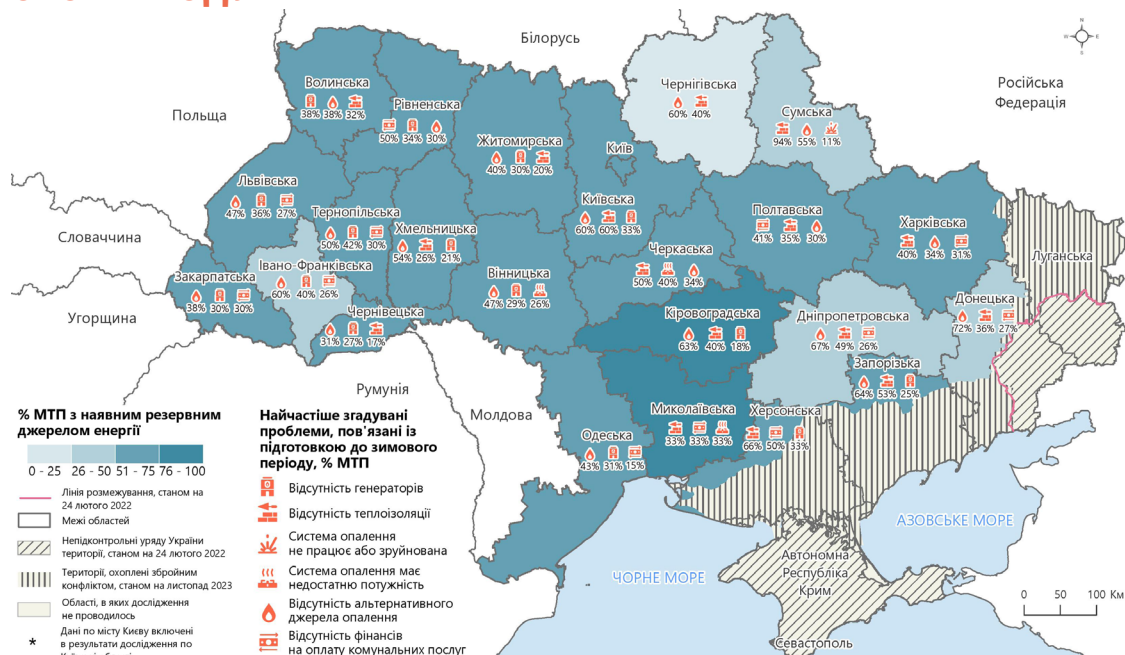 Білорусь
Російська
Федерація
Польща
Словаччина
Угорщина
Румунія
Молдова
Волинська
38% 38% 32%
Рівненська
50% 34% 30%
Житомирська
40% 30% 20%
Київ
Київська
60% 60% 33%
Чернігівська
60% 40%
Сумська
94% 55% 11%
Львівська
47% 36% 27%
Тернопільська
50% 42% 30%
Хмельницька
54% 26% 21%
Вінницька
47% 29% 26%
Черкаська
50% 40% 34%
Полтавська
41% 35% 30%
Харківська
40% 34% 31%
Луганська
Закарпатська
38% 30% 30%
Івано-Франківська
60% 40% 26%
Чернівецька
31% 27% 17%
Кіровоградська
63% 40% 18%
Дніпропетровська
67% 49% 26%
Донецька
72% 36% 27%
Запорізька
64% 53% 25%
Миколаївська
33% 33% 33%
Херсонська
66% 50% 33%
Одеська
43% 31% 15%
АЗОВСЬКЕ МОРЕ
ЧОРНЕ МОРЕ
Автономна
Республіка
Крим
Севастополь
N
W E
S
0 50 100 Км
% МТП з наявним резервним
джерелом енергії
0 - 25 26 - 50 51 - 75 76 - 100
Лінія розмежування, станом на
24 лютого 2022
Межі областей
Непідконтрольні уряду України
території, станом на 24 лютого 2022
Території, охоплені збройним
конфліктом, станом на листопад 2023
Області, в яких дослідження
не проводилось
* Дані по місту Києву включені
в результати дослідження по
Найчастіше згадувані
проблеми, пов'язані із
підготовкою до зимового
періоду, % МТП
Відсутність генераторів
Відсутність теплоізоляції
Система опалення
не працює або зруйнована
Система опалення має
недостатню потужність
Відсутність альтернативного
джерела опалення
Відсутність фінансів
на оплату комунальних послуг